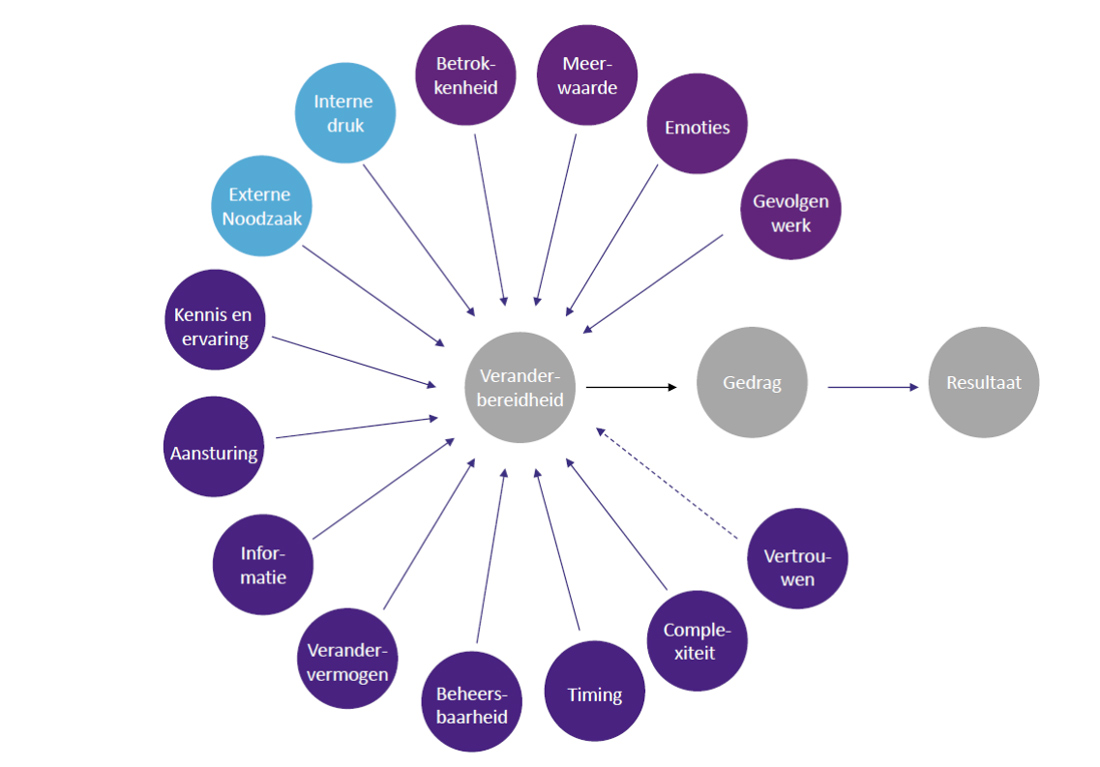 Betrok-
kenheid
Meer-
waarde
Interne
druk
Emoties
Externe
Noodzaak
Gevolgen
werk
Kennis en
ervaring
Verander-
bereidheid
Gedrag
Resultaat
Aansturing
Infor-
matie
Vertrou-
wen
Verander-
vermogen
Comple-
xiteit
Beheers-
baarheid
Timing